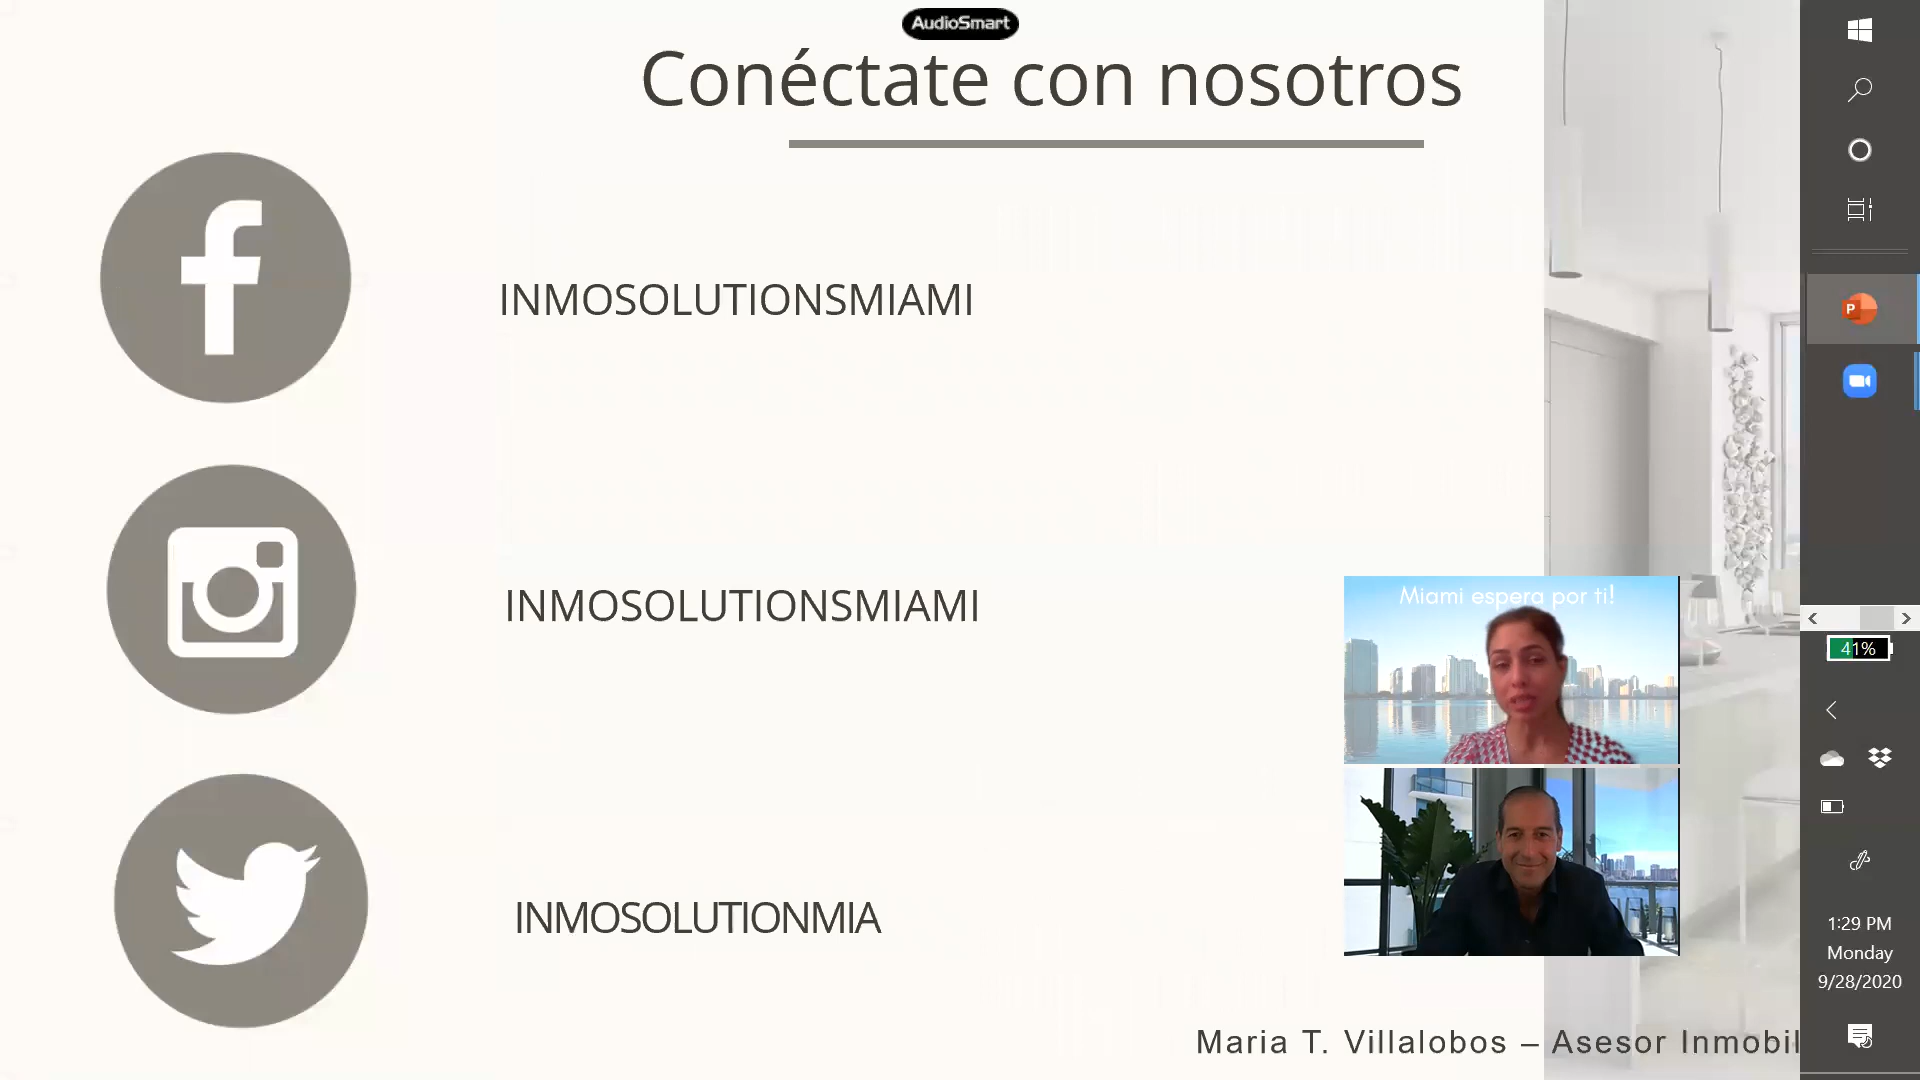 AudioSmart
Conéctate con nosotros
INMOSOLUTIONSMIAMI
INMOSOLUTIONSMIAMI
Miami espera por ti!
41%
INMOSOLUTIONMIA
1:29 PM
Monday
9/28/2020
Maria T. Villalobos – Asesor Inmobil